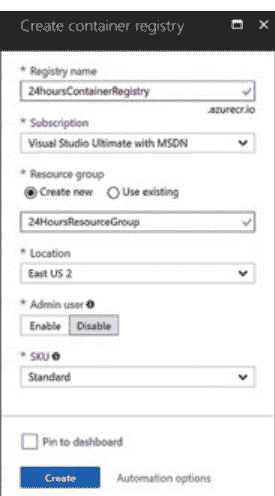 Create container registry
* Registry name
24hoursContainerRegistry
.azurecr.io
* Subscription
Visual Studio Ultimate with MSDN
* Resource group
Create new Use existing
24HoursResourceGroup
* Location
East US 2
* Admin user
Enable Disable
* SKU
Standard
Pin to dashboard
Create Automation options